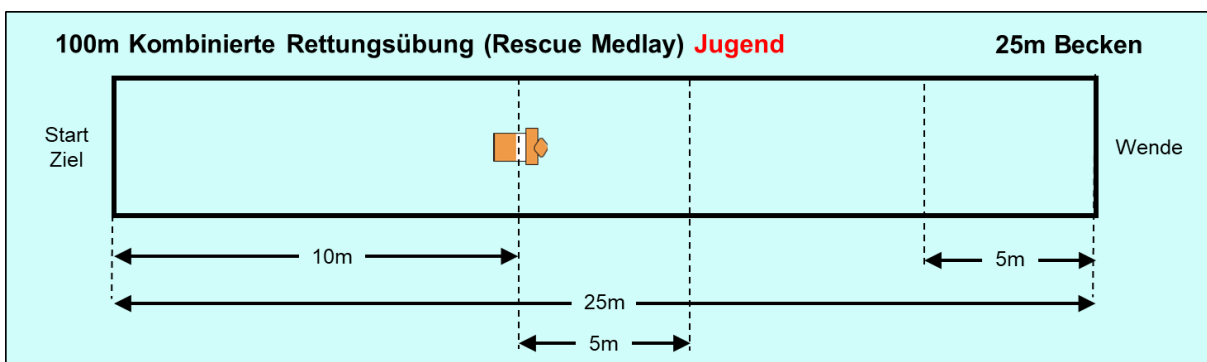 100m Kombinierte Rettungsübung (Rescue Medlay) Jugend 25m Becken
Start
Ziel
Wende
10m
5m
25m
5m